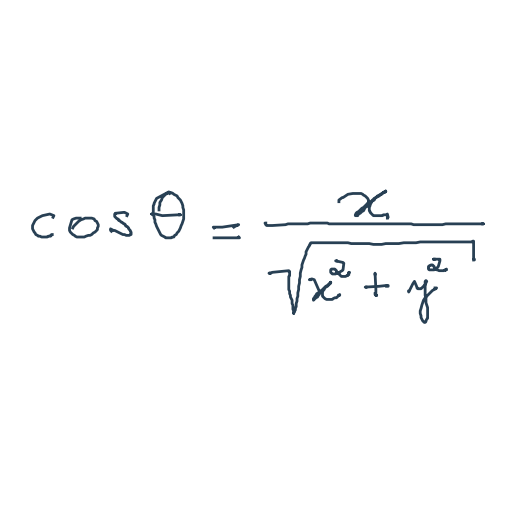 cos θ = x / √(x² + y²)